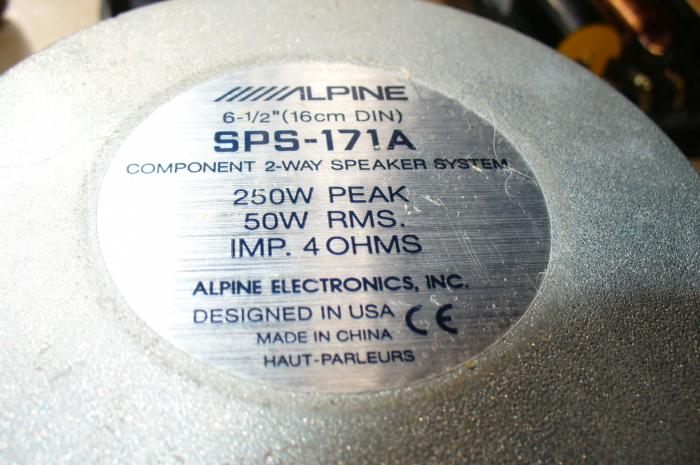 ALPINE
6-1/2"(16cm DIN)
SPS-171A
COMPONENT 2-WAY SPEAKER SYSTEM
250W PEAK
50W RMS.
IMP. 4 OHMS
ALPINE ELECTRONICS, INC.
DESIGNED IN USA CE
MADE IN CHINA
HAUT-PARLEURS